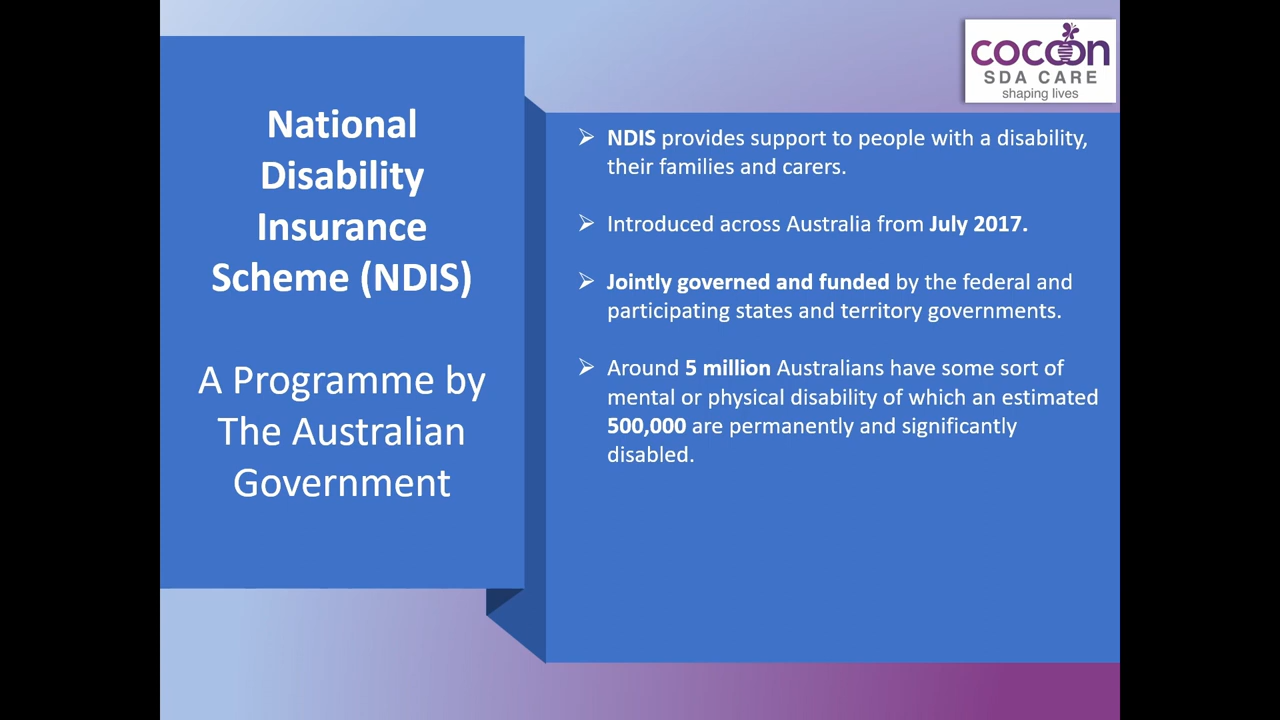 National
Disability
Insurance
Scheme (NDIS)
A Programme by
The Australian
Government
cocoon
SDA CARE
shaping lives
➢ NDIS provides support to people with a disability,
their families and carers.
➢ Introduced across Australia from July 2017.
➢ Jointly governed and funded by the federal and
participating states and territory governments.
➢ Around 5 million Australians have some sort of
mental or physical disability of which an estimated
500,000 are permanently and significantly
disabled.